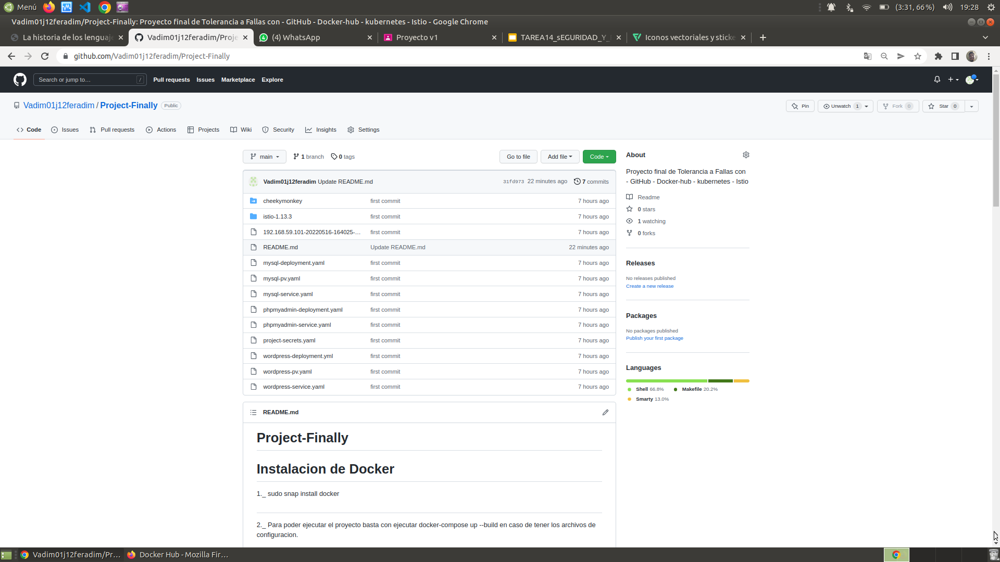 Menú
(3:31, 66 %)
19:28
Vadim01j12feradim/Project-Finally: Proyecto final de Tolerancia a Fallas con - GitHub - Docker-hub - kubernetes - Istio - Google Chrome
La historia de los lenguaje
Vadim01j12feradim/Proje
(4) WhatsApp
Proyecto v1
TAREA14_sEGURIDAD_Y_
Iconos vectoriales y sticke
github.com/Vadim01j12feradim/Project-Finally
Search or jump to…
/
Pull requests
Issues
Marketplace
Explore
Vadim01j12feradim / Project-Finally
Public
Pin
Unwatch 1
Fork 0
Star 0
Code
Issues
Pull requests
Actions
Projects
Wiki
Security
Insights
Settings
main
1 branch
0 tags
Go to file
Add file
Code
Vadim01j12feradim Update README.md
31fd973 22 minutes ago
7 commits
cheekymonkey first commit 7 hours ago
istio-1.13.3 first commit 7 hours ago
192.168.59.101-20220516-164025-… first commit 7 hours ago
README.md Update README.md 22 minutes ago
mysql-deployment.yaml first commit 7 hours ago
mysql-pv.yaml first commit 7 hours ago
mysql-service.yaml first commit 7 hours ago
phpmyadmin-deployment.yaml first commit 7 hours ago
phpmyadmin-service.yaml first commit 7 hours ago
project-secrets.yaml first commit 7 hours ago
wordpress-deployment.yml first commit 7 hours ago
wordpress-pv.yaml first commit 7 hours ago
wordpress-service.yaml first commit 7 hours ago
README.md
Project-Finally
Instalacion de Docker
1._ sudo snap install docker
2._ Para poder ejecutar el proyecto basta con ejecutar docker-compose up --build en caso de tener los archivos de
configuracion.
About
Proyecto final de Tolerancia a Fallas con
- GitHub - Docker-hub - kubernetes - Istio
Readme
0 stars
1 watching
0 forks
Releases
No releases published
Create a new release
Packages
No packages published
Publish your first package
Languages
Shell 66.8%
Makefile 20.2%
Smarty 13.0%
Vadim01j12feradim/Pr…
Docker Hub - Mozilla Fir…